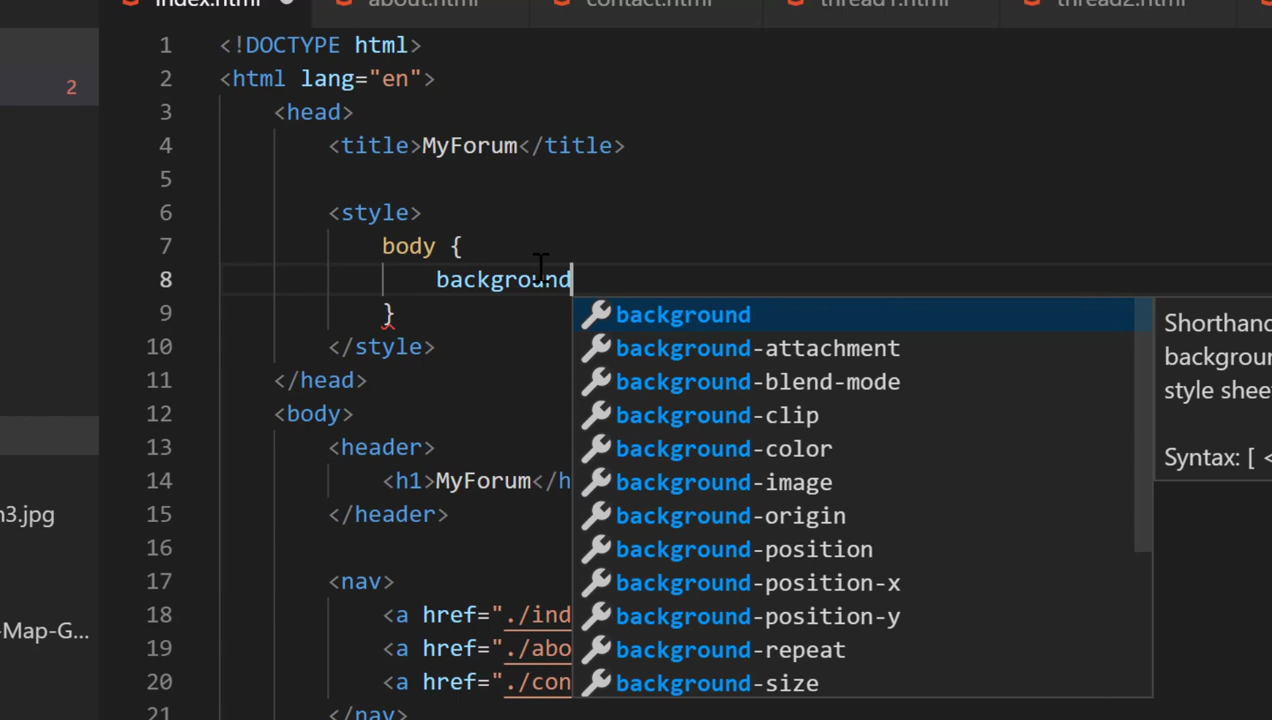 index.html
about.html
contact.html
thread1.html
thread2.html
2
1 <!DOCTYPE html>
2 <html lang="en">
3 <head>
4 <title>MyForum</title>
5
6 <style>
7 body {
8 background
9 }
10 </style>
11 </head>
12 <body>
13 <header>
14 <h1>MyForum</h
15 </header>
16
17 <nav>
18 <a href="./ind
19 <a href="./abo
20 <a href="./con
21 </nav>
background
background-attachment
background-blend-mode
background-clip
background-color
background-image
background-origin
background-position
background-position-x
background-position-y
background-repeat
background-size
Shorthand
backgroun
style shee
Syntax: [ <
n3.jpg
-Map-G...